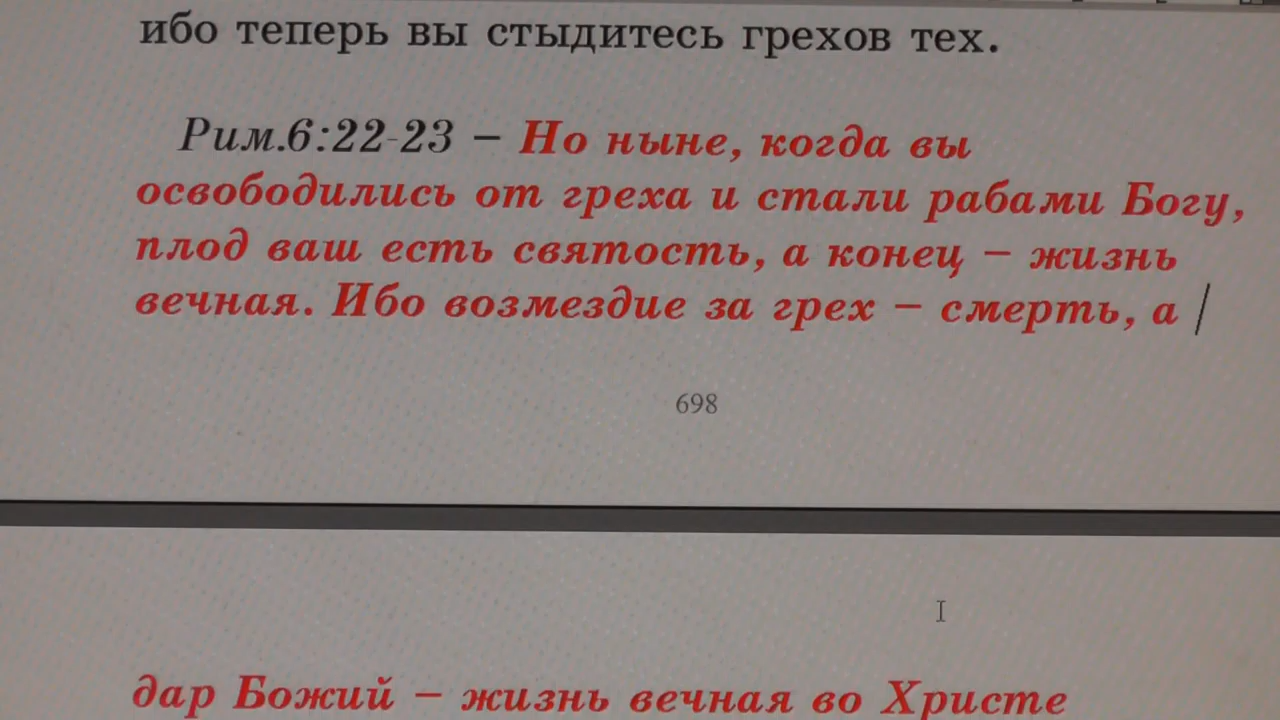 ибо теперь вы стыдитесь грехов тех.
Рим.6:22-23 – Но ныне, когда вы
освободились от греха и стали рабами Богу,
плод ваш есть святость, а конец – жизнь
вечная. Ибо возмездие за грех – смерть, а
698
дар Божий – жизнь вечная во Христе